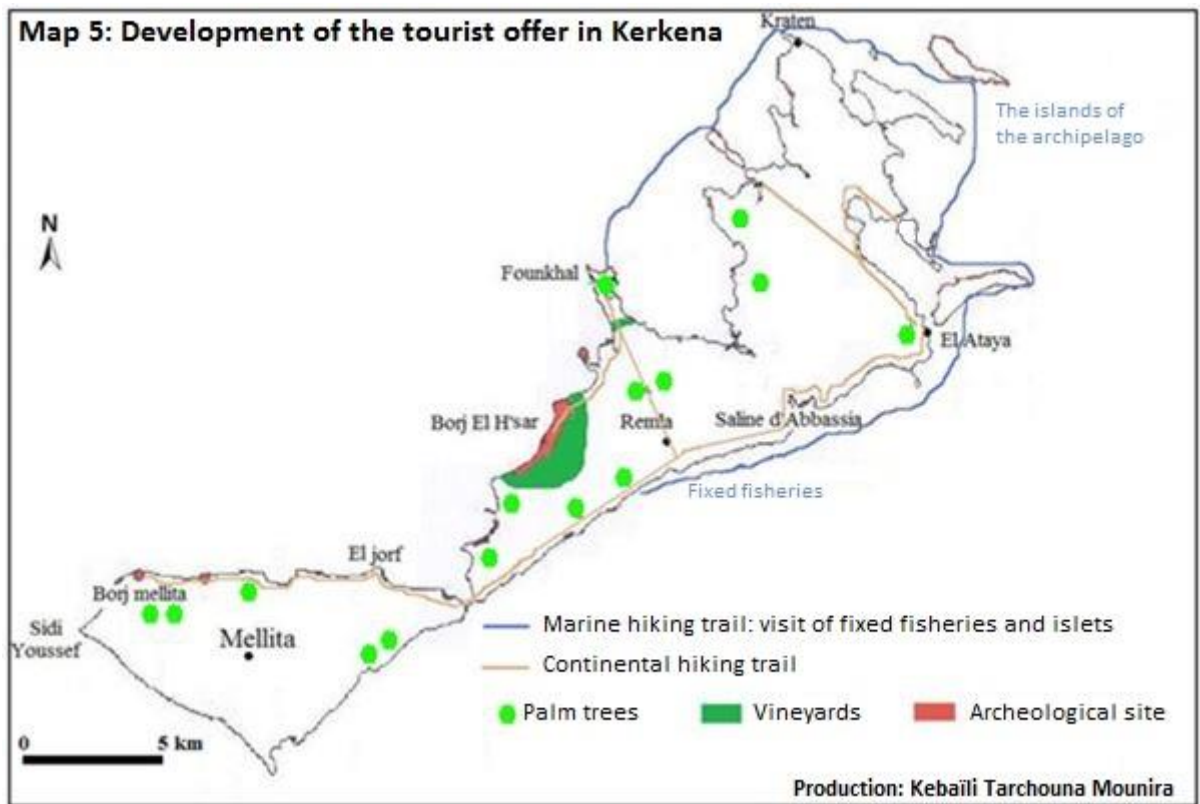 Map 5: Development of the tourist offer in Kerkena
Kraten
The islands of
the archipelago
N
Founkhal
El Ataya
Borj El H'sar
Remla
Saline d'Abbassia
Fixed fisheries
El jorf
Borj mellita
Sidi
Youssef
Mellita
Marine hiking trail: visit of fixed fisheries and islets
Continental hiking trail
Palm trees
Vineyards
Archeological site
0 5 km
Production: Kebaïli Tarchouna Mounira